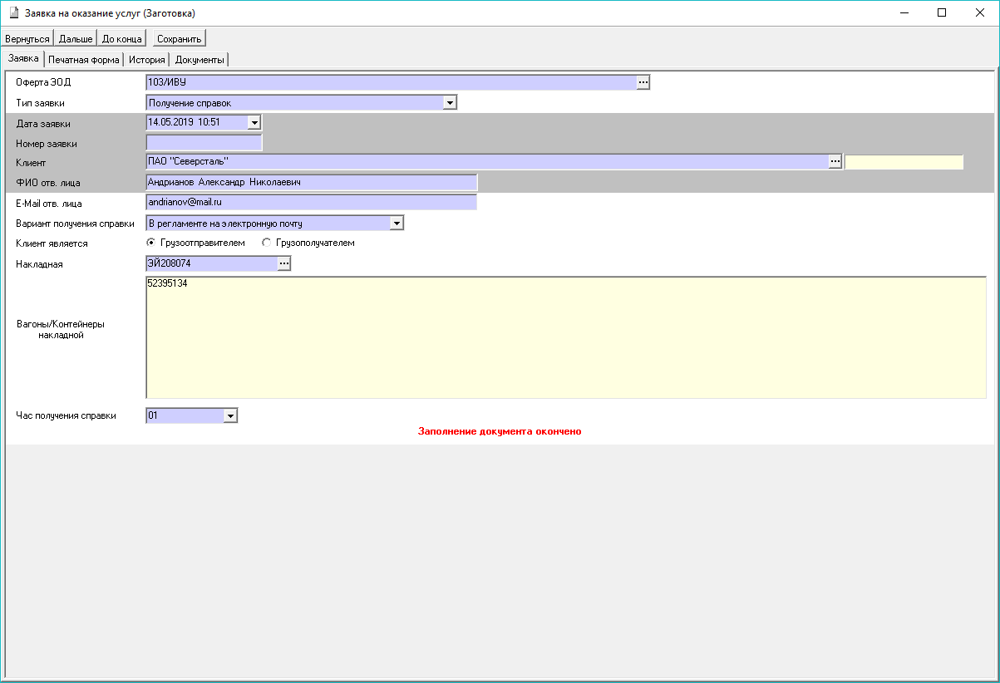 Заявка на оказание услуг (Заготовка)
Вернуться Дальше До конца Сохранить
Заявка Печатная форма История Документы
Оферта ЭОД 103/ИВУ ...
Тип заявки Получение справок
Дата заявки 14.05.2019 10:51
Номер заявки
Клиент ПАО "Северсталь" ...
ФИО отв. лица Андрианов Александр Николаевич
E-Mail отв. лица andrianov@mail.ru
Вариант получения справки В регламенте на электронную почту
Клиент является Грузоотправителем Грузополучателем
Накладная ЭЙ208074 ...
52395134
Вагоны/Контейнеры
накладной
Час получения справки 01
Заполнение документа окончено